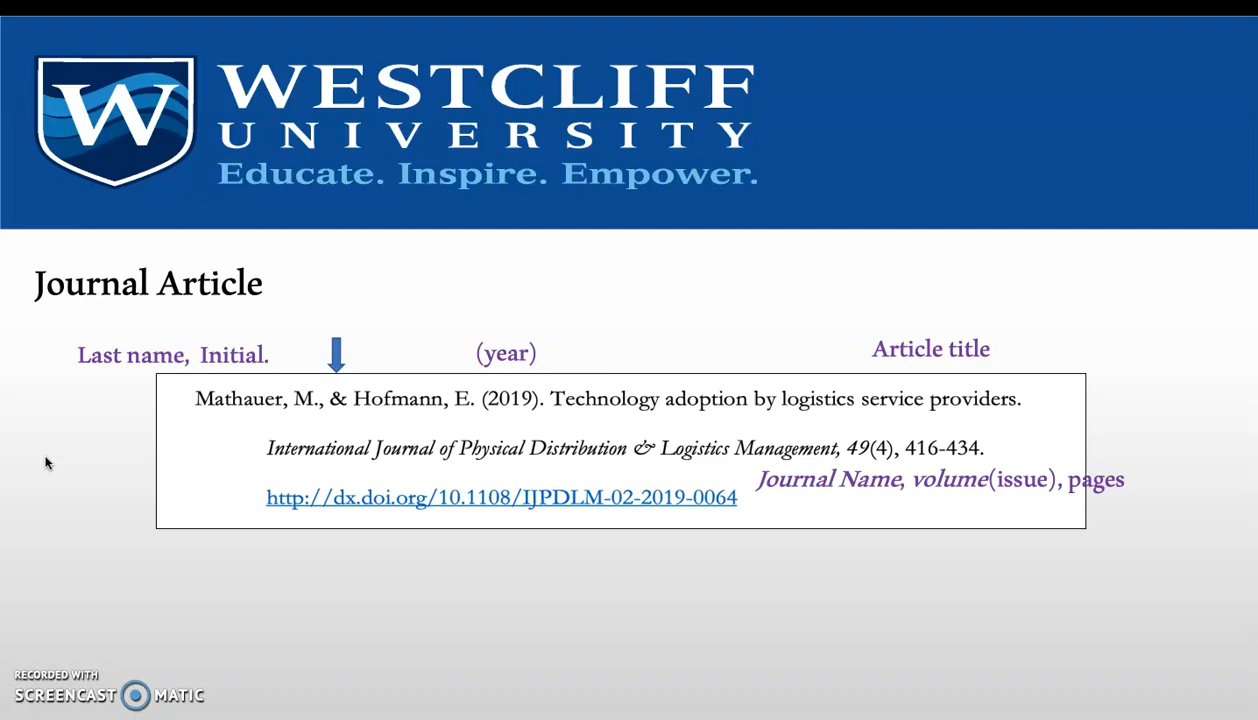 W
WESTCLIFF
UNIVERSITY
Educate. Inspire. Empower.
Journal Article
Last name, Initial. (year) Article title
Mathauer, M., & Hofmann, E. (2019). Technology adoption by logistics service providers.
International Journal of Physical Distribution & Logistics Management, 49(4), 416-434.
Journal Name, volume(issue), pages
http://dx.doi.org/10.1108/IJPDLM-02-2019-0064
RECORDED WITH
SCREENCAST MATIC